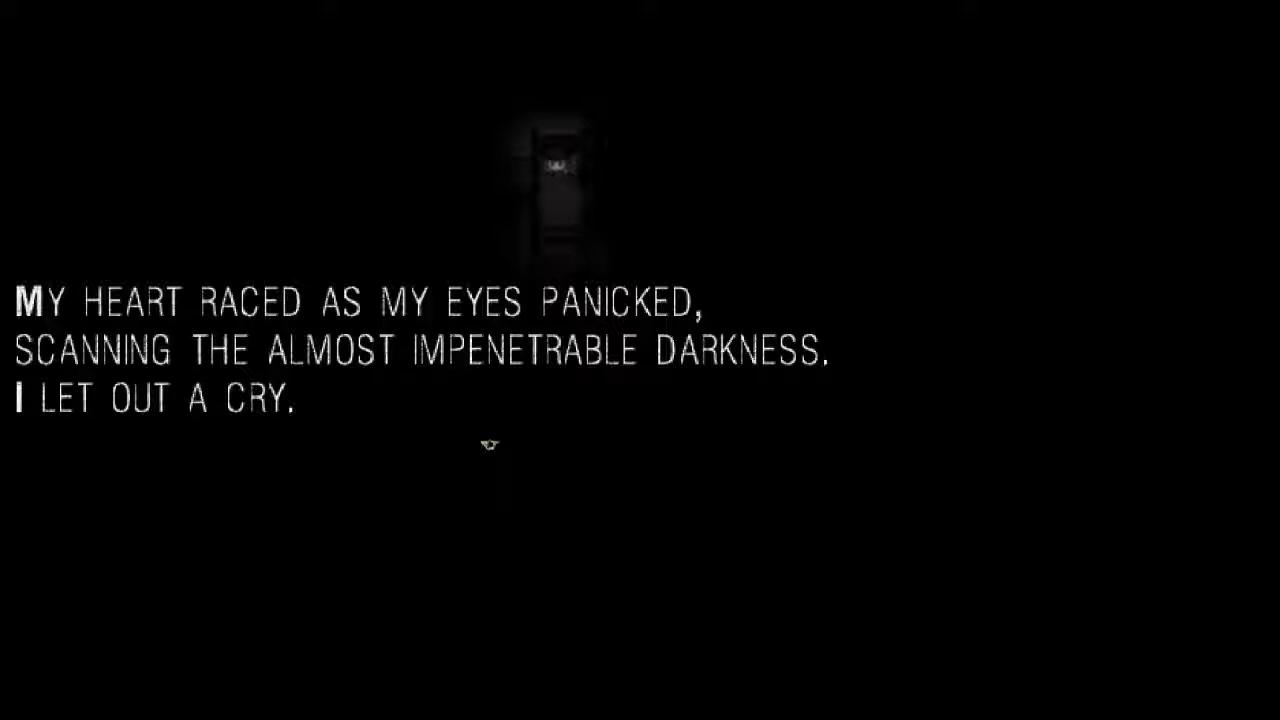 MY HEART RACED AS MY EYES PANICKED,
SCANNING THE ALMOST IMPENETRABLE DARKNESS.
I LET OUT A CRY.